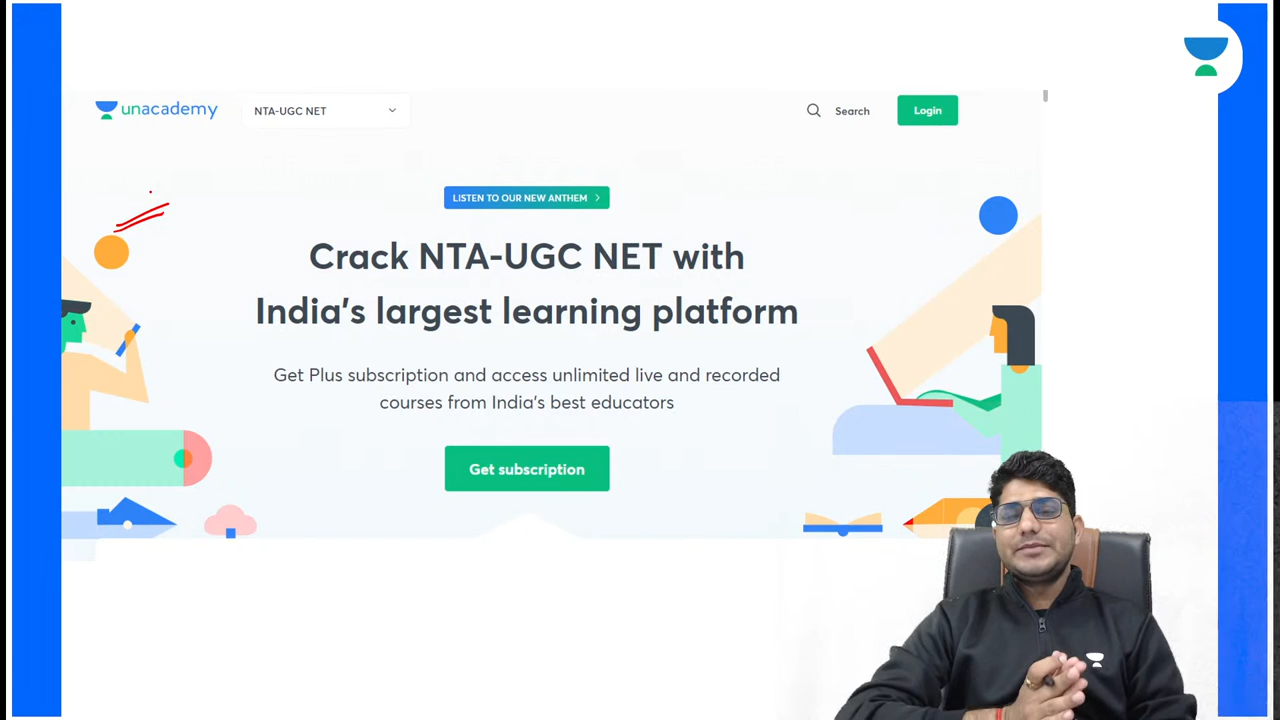 unacademy
NTA-UGC NET
Search
Login
LISTEN TO OUR NEW ANTHEM
Crack NTA-UGC NET with
India's largest learning platform
Get Plus subscription and access unlimited live and recorded
courses from India's best educators
Get subscription